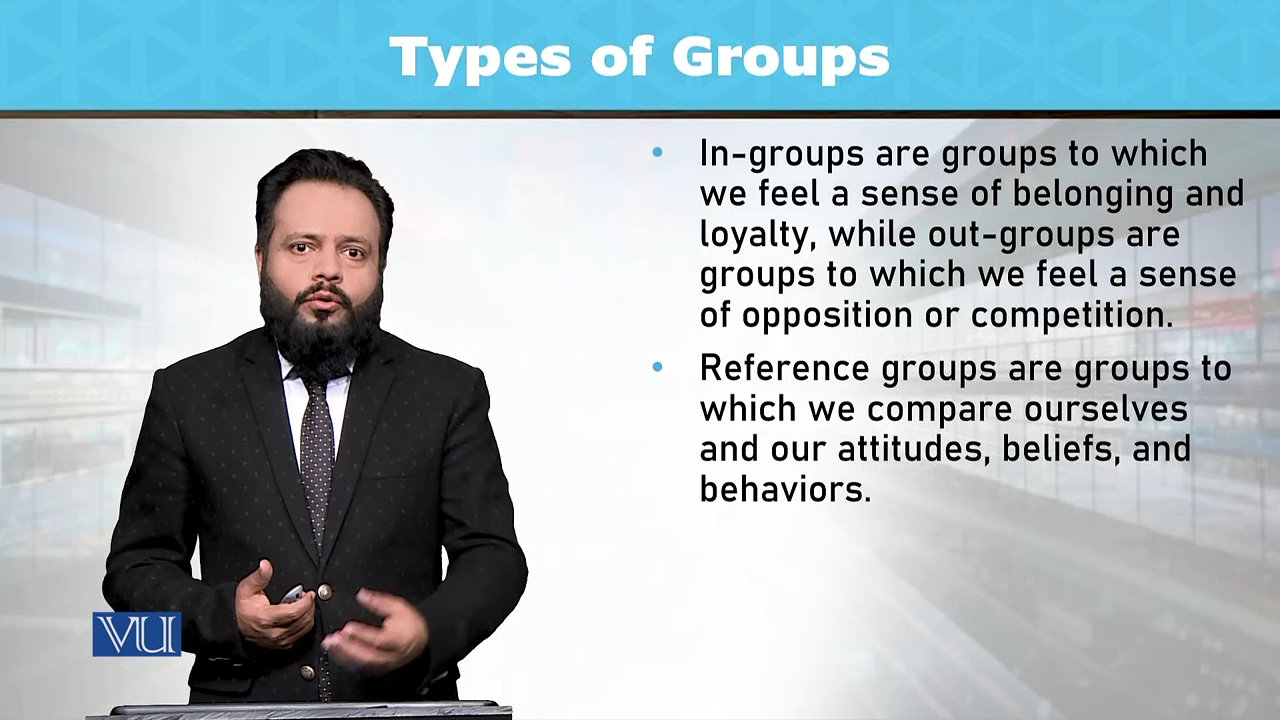 Types of Groups
• In-groups are groups to which
we feel a sense of belonging and
loyalty, while out-groups are
groups to which we feel a sense
of opposition or competition.
• Reference groups are groups to
which we compare ourselves
and our attitudes, beliefs, and
behaviors.
VU